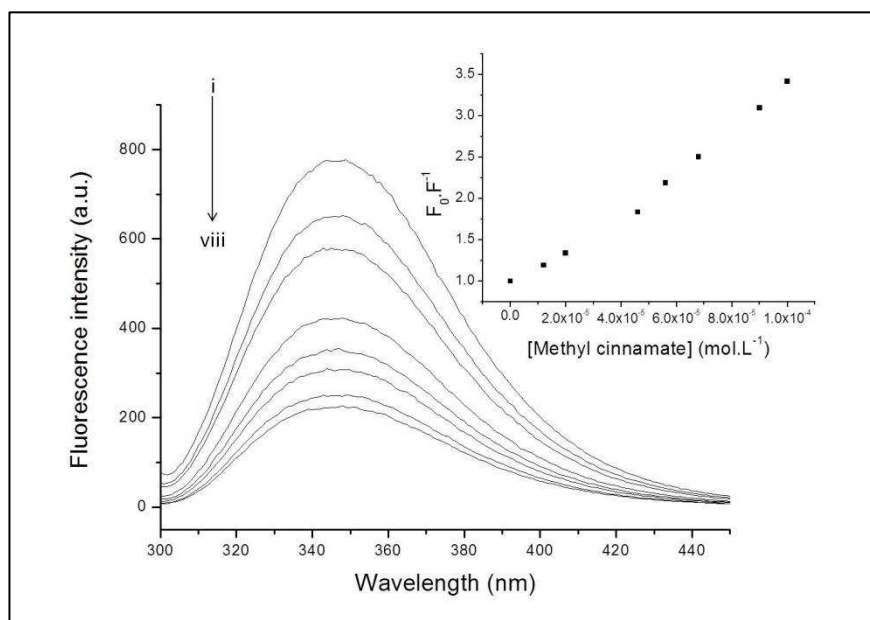 i
viii
Fluorescence intensity (a.u.)
800
600
400
200
0
300 320 340 360 380 400 420 440
Wavelength (nm)
F₀.F⁻¹
3.5
3.0
2.5
2.0
1.5
1.0
0.0 2.0x10⁻⁵ 4.0x10⁻⁵ 6.0x10⁻⁵ 8.0x10⁻⁵ 1.0x10⁻⁴
[Methyl cinnamate] (mol.L⁻¹)